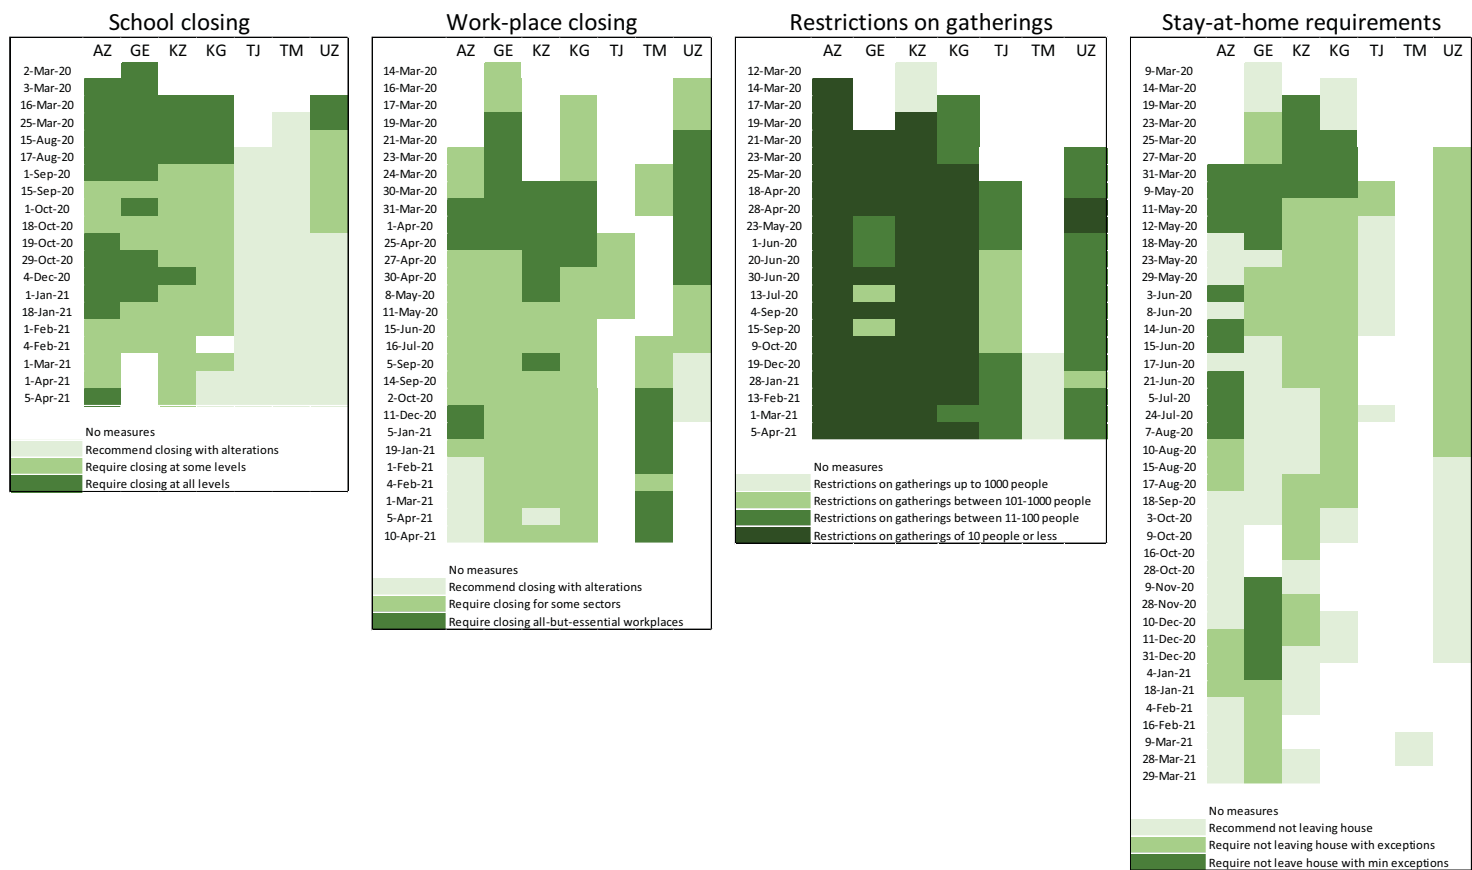 School closing
AZ GE KZ KG TJ TM UZ
2-Mar-20
3-Mar-20
16-Mar-20
25-Mar-20
15-Aug-20
17-Aug-20
1-Sep-20
15-Sep-20
1-Oct-20
18-Oct-20
19-Oct-20
29-Oct-20
4-Dec-20
1-Jan-21
18-Jan-21
1-Feb-21
4-Feb-21
1-Mar-21
1-Apr-21
5-Apr-21
No measures
Recommend closing with alterations
Require closing at some levels
Require closing at all levels
Work-place closing
AZ GE KZ KG TJ TM UZ
14-Mar-20
16-Mar-20
17-Mar-20
19-Mar-20
21-Mar-20
23-Mar-20
24-Mar-20
30-Mar-20
31-Mar-20
1-Apr-20
25-Apr-20
27-Apr-20
30-Apr-20
8-May-20
11-May-20
15-Jun-20
16-Jul-20
5-Sep-20
14-Sep-20
2-Oct-20
11-Dec-20
5-Jan-21
19-Jan-21
1-Feb-21
4-Feb-21
1-Mar-21
5-Apr-21
10-Apr-21
No measures
Recommend closing with alterations
Require closing for some sectors
Require closing all-but-essential workplaces
Restrictions on gatherings
AZ GE KZ KG TJ TM UZ
12-Mar-20
14-Mar-20
17-Mar-20
19-Mar-20
21-Mar-20
23-Mar-20
25-Mar-20
18-Apr-20
28-Apr-20
23-May-20
1-Jun-20
20-Jun-20
30-Jun-20
13-Jul-20
4-Sep-20
15-Sep-20
9-Oct-20
19-Dec-20
28-Jan-21
13-Feb-21
1-Mar-21
5-Apr-21
No measures
Restrictions on gatherings up to 1000 people
Restrictions on gatherings between 101-1000 people
Restrictions on gatherings between 11-100 people
Restrictions on gatherings of 10 people or less
Stay-at-home requirements
AZ GE KZ KG TJ TM UZ
9-Mar-20
14-Mar-20
19-Mar-20
23-Mar-20
25-Mar-20
27-Mar-20
31-Mar-20
9-May-20
11-May-20
12-May-20
18-May-20
23-May-20
29-May-20
3-Jun-20
8-Jun-20
14-Jun-20
15-Jun-20
17-Jun-20
21-Jun-20
5-Jul-20
24-Jul-20
7-Aug-20
10-Aug-20
15-Aug-20
17-Aug-20
18-Sep-20
3-Oct-20
9-Oct-20
16-Oct-20
28-Oct-20
9-Nov-20
28-Nov-20
10-Dec-20
11-Dec-20
31-Dec-20
4-Jan-21
18-Jan-21
4-Feb-21
16-Feb-21
9-Mar-21
28-Mar-21
29-Mar-21
No measures
Recommend not leaving house
Require not leaving house with exceptions
Require not leave house with min exceptions